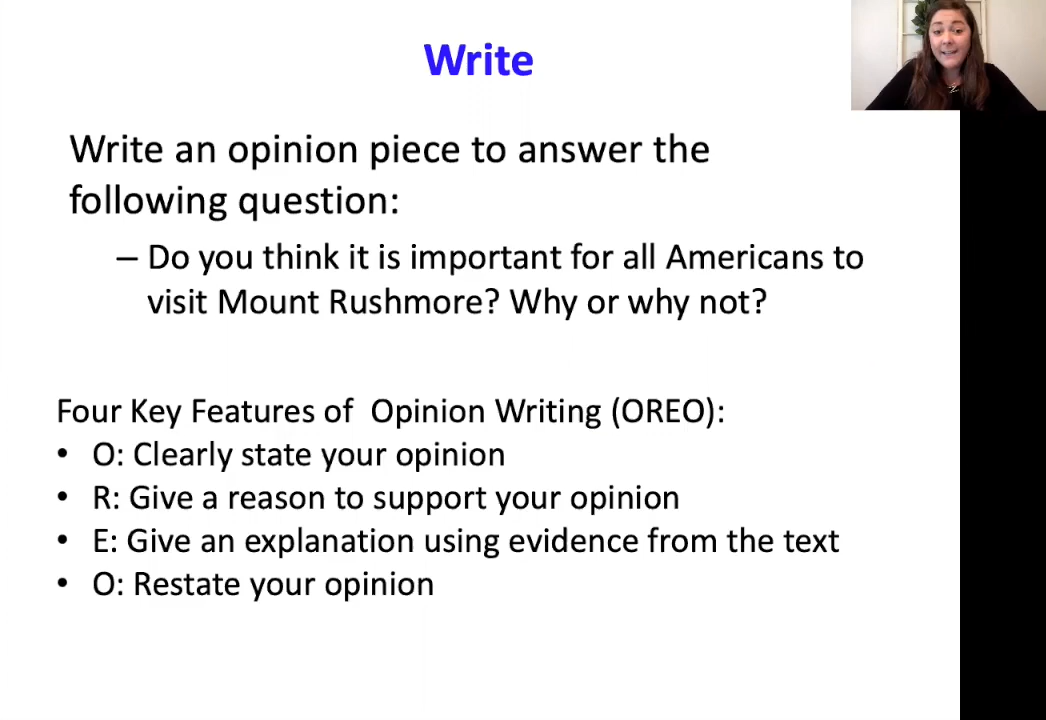 Write
Write an opinion piece to answer the
following question:
– Do you think it is important for all Americans to
visit Mount Rushmore? Why or why not?
Four Key Features of  Opinion Writing (OREO):
• O: Clearly state your opinion
• R: Give a reason to support your opinion
• E: Give an explanation using evidence from the text
• O: Restate your opinion